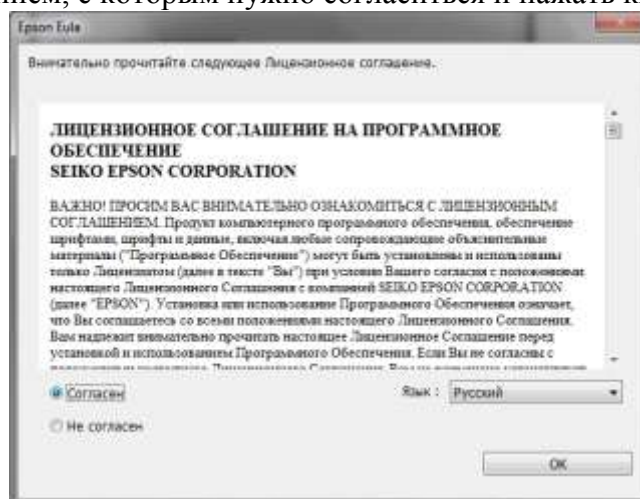 нием, с которым нужно согласиться и нажать к
Epson Eula
Внимательно прочитайте следующее Лицензионное соглашение.
ЛИЦЕНЗИОННОЕ СОГЛАШЕНИЕ НА ПРОГРАММНОЕ
ОБЕСПЕЧЕНИЕ
SEIKO EPSON CORPORATION
ВАЖНО! ПРОСИМ ВАС ВНИМАТЕЛЬНО ОЗНАКОМИТЬСЯ С ЛИЦЕНЗИОННЫМ
СОГЛАШЕНИЕМ. Продукт компьютерного программного обеспечения, обеспечение
шрифтами, шрифты и данные, включая любые сопровождающие объяснительные
материалы ("Программное Обеспечение") могут быть установлены и использованы
только Лицензиатом (далее в тексте "Вы") при условии Вашего согласия с положениями
настоящего Лицензионного Соглашения с компанией SEIKO EPSON CORPORATION
(далее "EPSON"). Установка или использование Программного Обеспечения означает,
что Вы соглашаетесь со всеми положениями настоящего Лицензионного Соглашения.
Вам надлежит внимательно прочитать настоящее Лицензионное Соглашение перед
установкой и использованием Программного Обеспечения. Если Вы не согласны с
Согласен
Язык : Русский
Не согласен
OK